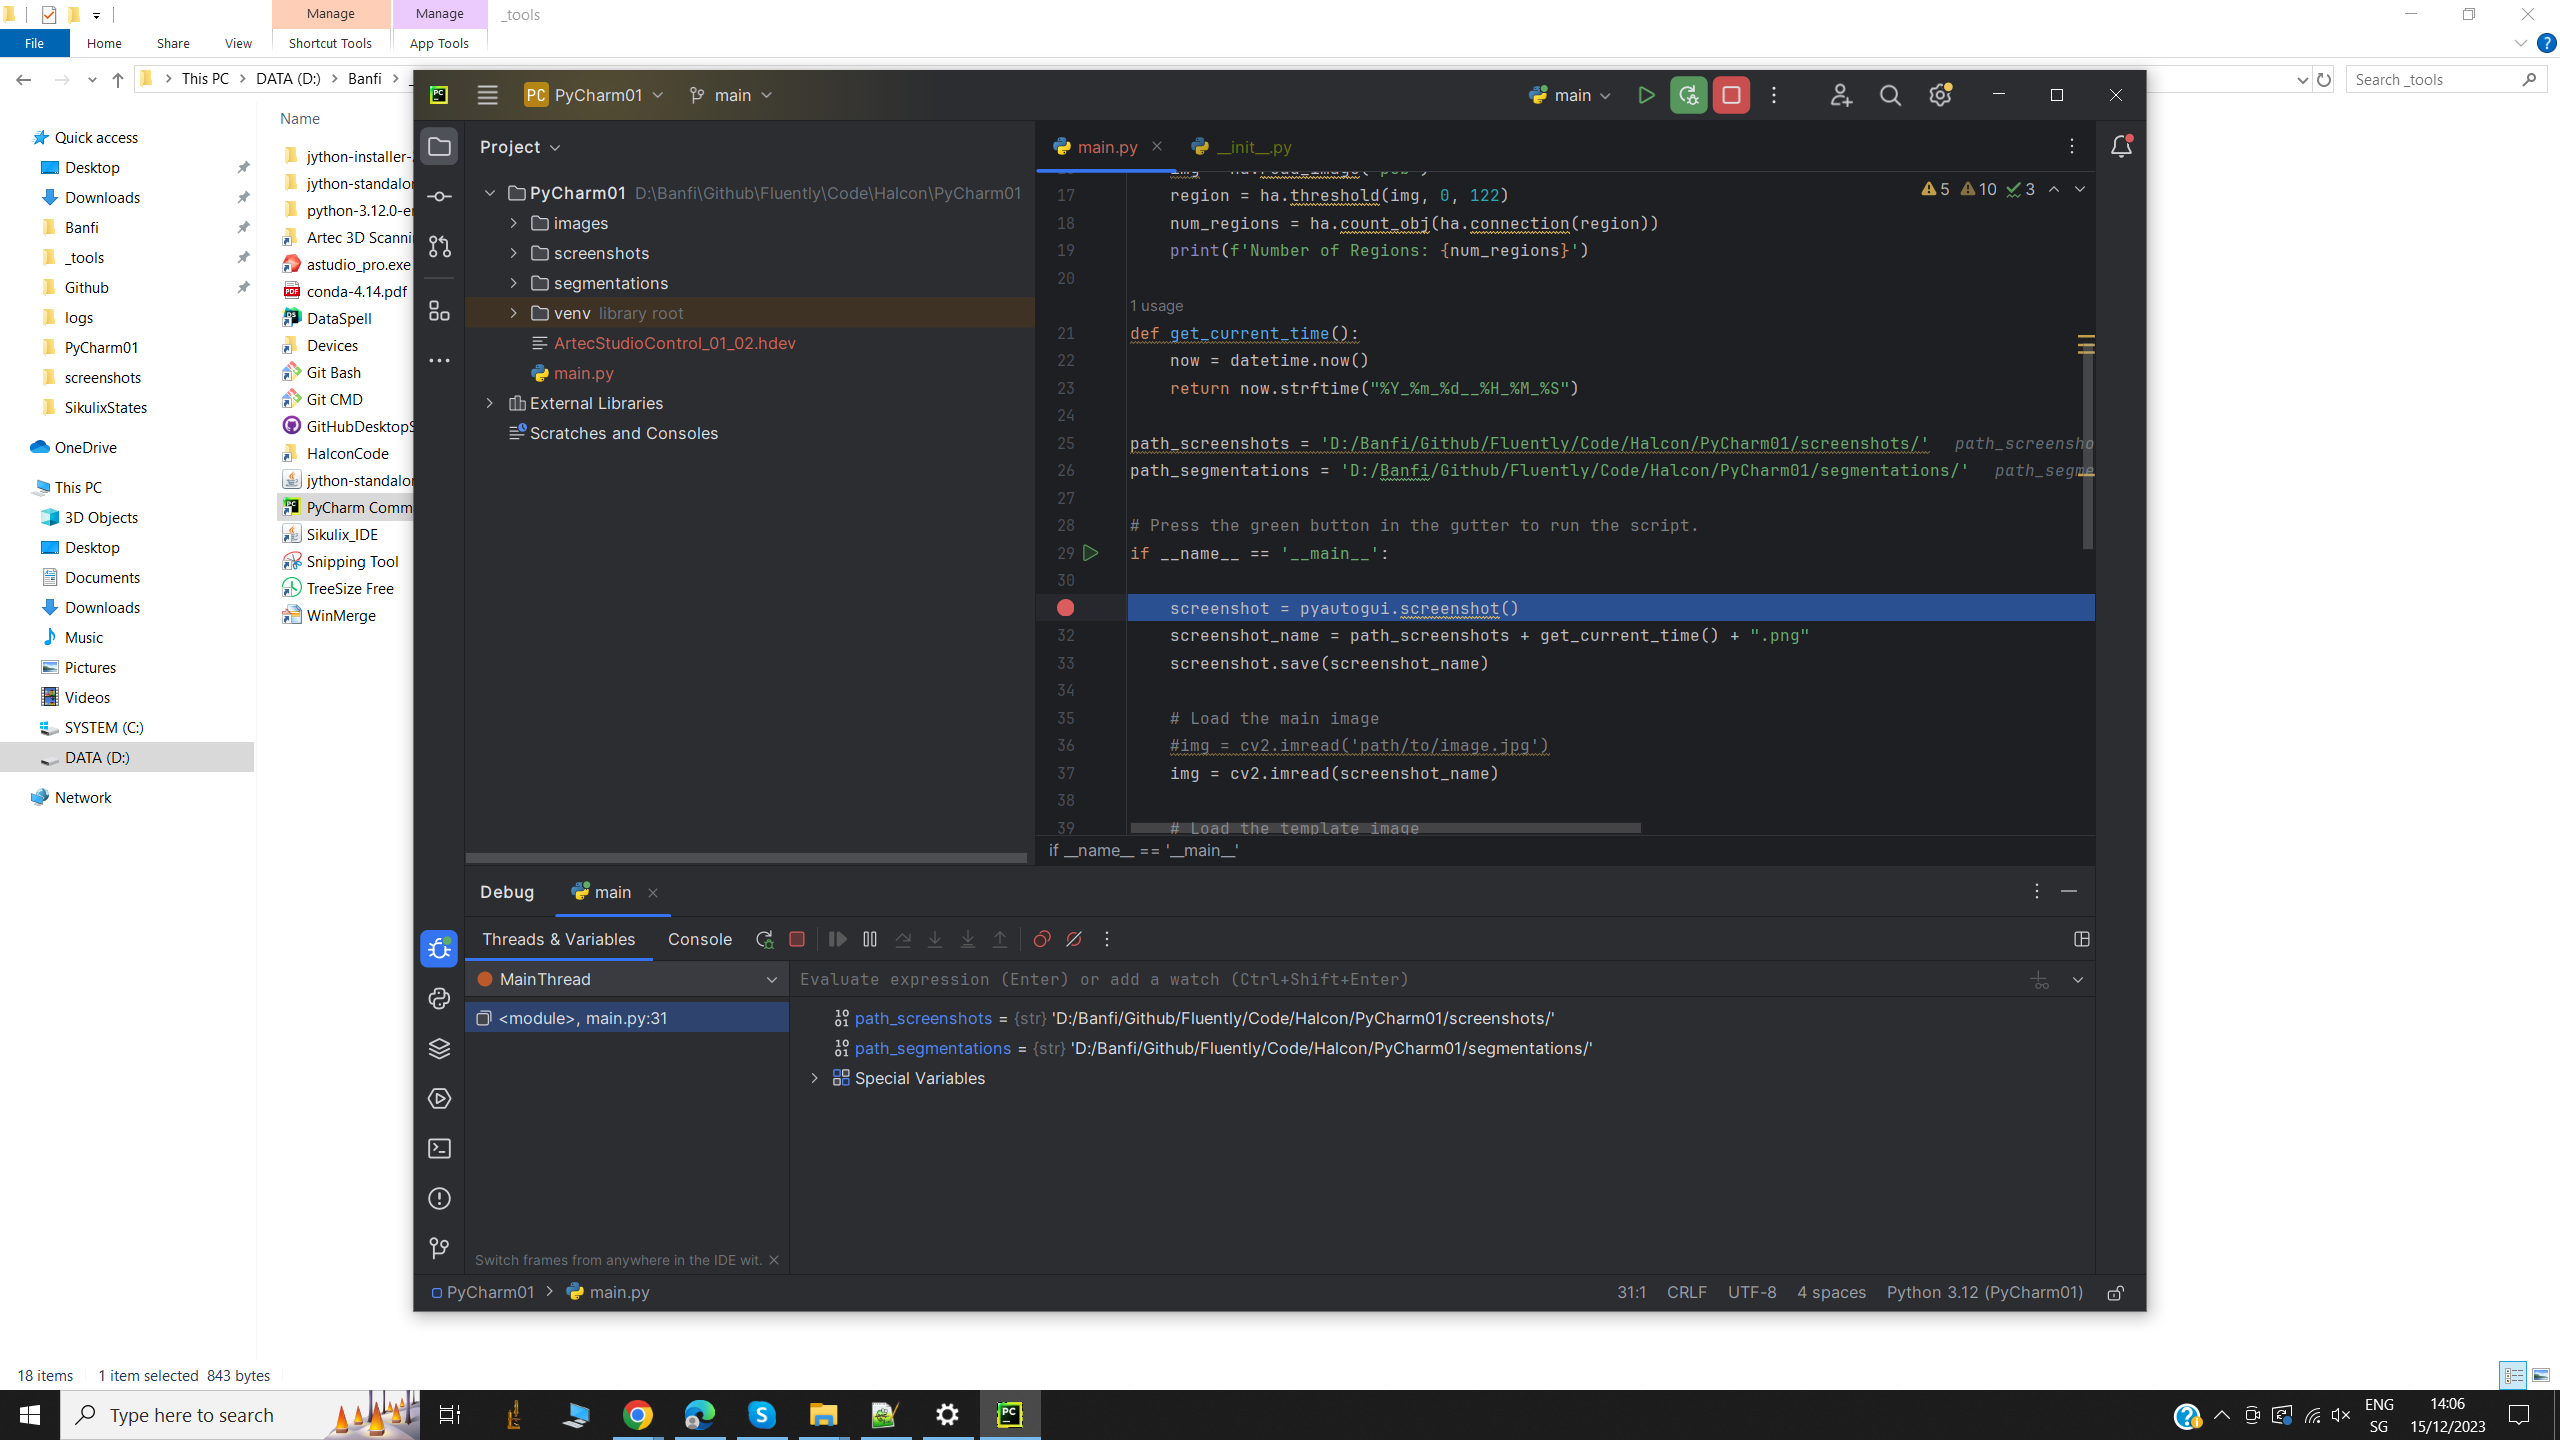 Manage
Manage
_tools
File
Home
Share
View
Shortcut Tools
App Tools
This PC
DATA (D:)
Banfi
Search _tools
PC
PyCharm01
main
main
Name
Quick access
Desktop
Downloads
Banfi
_tools
Github
logs
PyCharm01
screenshots
SikulixStates
OneDrive
This PC
3D Objects
Desktop
Documents
Downloads
Music
Pictures
Videos
SYSTEM (C:)
DATA (D:)
Network
jython-installer-
jython-standalon
python-3.12.0-e
Artec 3D Scanni
astudio_pro.exe
conda-4.14.pdf
DataSpell
Devices
Git Bash
Git CMD
GitHubDesktopS
HalconCode
jython-standalon
PyCharm Comm
Sikulix_IDE
Snipping Tool
TreeSize Free
WinMerge
Project
PyCharm01 D:\Banfi\Github\Fluently\Code\Halcon\PyCharm01
images
screenshots
segmentations
venv library root
ArtecStudioControl_01_02.hdev
main.py
External Libraries
Scratches and Consoles
main.py
__init__.py
5 10 3
17 region = ha.threshold(img, 0, 122)
18 num_regions = ha.count_obj(ha.connection(region))
19 print(f'Number of Regions: {num_regions}')
20
1 usage
21 def get_current_time():
22 now = datetime.now()
23 return now.strftime("%Y_%m_%d__%H_%M_%S")
24
25 path_screenshots = 'D:/Banfi/Github/Fluently/Code/Halcon/PyCharm01/screenshots/' path_screensho
26 path_segmentations = 'D:/Banfi/Github/Fluently/Code/Halcon/PyCharm01/segmentations/' path_segme
27
28 # Press the green button in the gutter to run the script.
29 if __name__ == '__main__':
30
screenshot = pyautogui.screenshot()
32 screenshot_name = path_screenshots + get_current_time() + ".png"
33 screenshot.save(screenshot_name)
34
35 # Load the main image
36 #img = cv2.imread('path/to/image.jpg')
37 img = cv2.imread(screenshot_name)
38
39 # Load the template image
if __name__ == '__main__'
Debug
main
Threads & Variables
Console
MainThread
Evaluate expression (Enter) or add a watch (Ctrl+Shift+Enter)
<module>, main.py:31
path_screenshots = {str} 'D:/Banfi/Github/Fluently/Code/Halcon/PyCharm01/screenshots/'
path_segmentations = {str} 'D:/Banfi/Github/Fluently/Code/Halcon/PyCharm01/segmentations/'
Special Variables
Switch frames from anywhere in the IDE wit.
PyCharm01
main.py
31:1 CRLF UTF-8 4 spaces Python 3.12 (PyCharm01)
18 items
1 item selected 843 bytes
Type here to search
PC
ENG
SG
14:06
15/12/2023